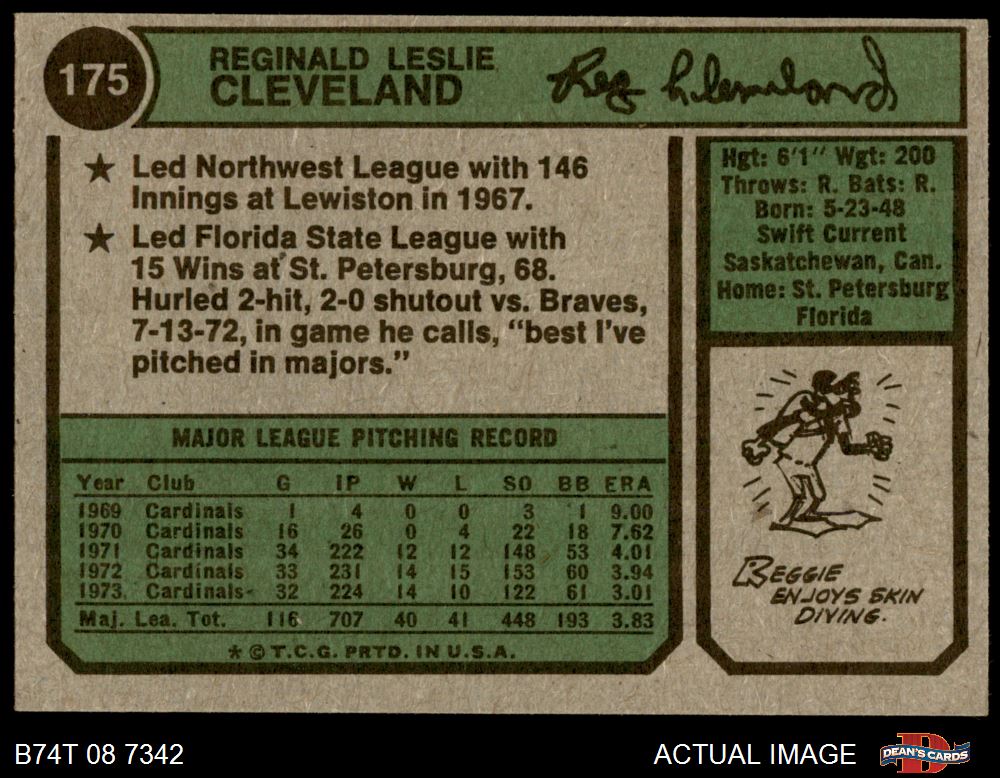 175
REGINALD LESLIE
CLEVELAND
Reg Cleveland
★ Led Northwest League with 146
Innings at Lewiston in 1967.
★ Led Florida State League with
15 Wins at St. Petersburg, 68.
Hurled 2-hit, 2-0 shutout vs. Braves,
7-13-72, in game he calls, "best I've
pitched in majors."
Hgt: 6'1" Wgt: 200
Throws: R. Bats: R.
Born: 5-23-48
Swift Current
Saskatchewan, Can.
Home: St. Petersburg
Florida
MAJOR LEAGUE PITCHING RECORD
Year Club G IP W L SO BB ERA
1969 Cardinals 1 4 0 0 3 1 9.00
1970 Cardinals 16 26 0 4 22 18 7.62
1971 Cardinals 34 222 12 12 148 53 4.01
1972 Cardinals 33 231 14 15 153 60 3.94
1973. Cardinals 32 224 14 10 122 61 3.01
Maj. Lea. Tot. 116 707 40 41 448 193 3.83
* © T.C.G. PRTD. IN U.S.A.
REGGIE
ENJOYS SKIN
DIVING.
B74T 08 7342
ACTUAL IMAGE
D
DEAN'S CARDS